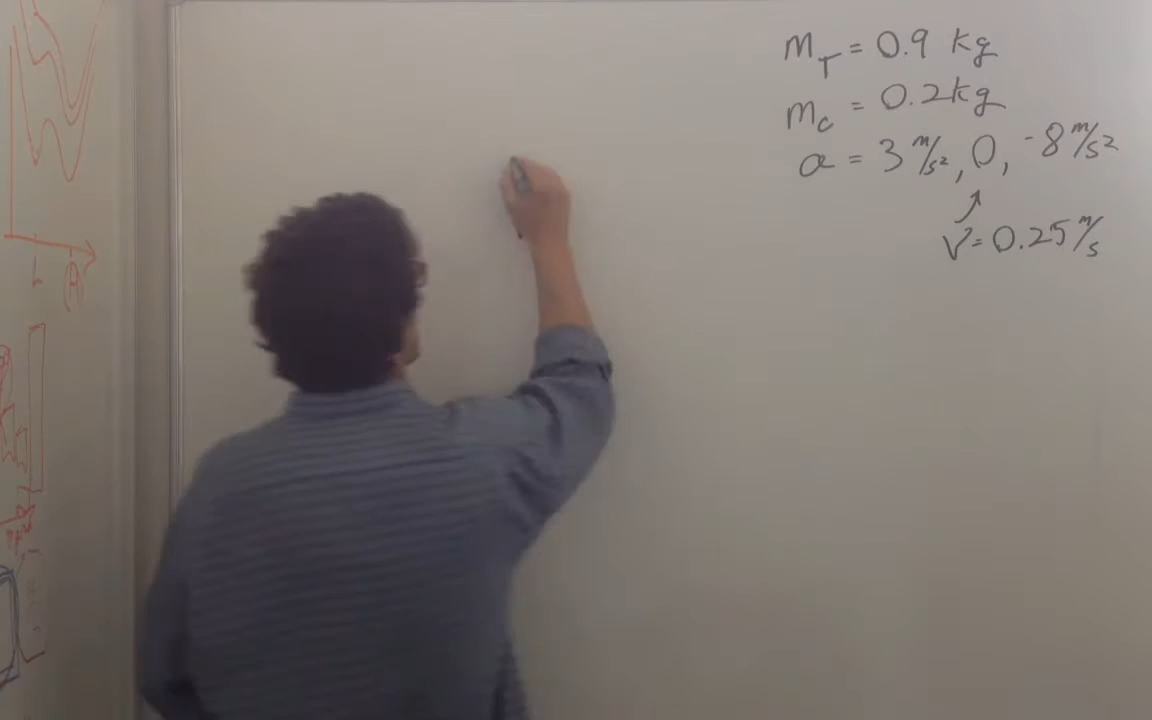 m_T = 0.9 kg
m_c = 0.2 kg
a = 3 m/s², 0, -8 m/s²
v = 0.25 m/s